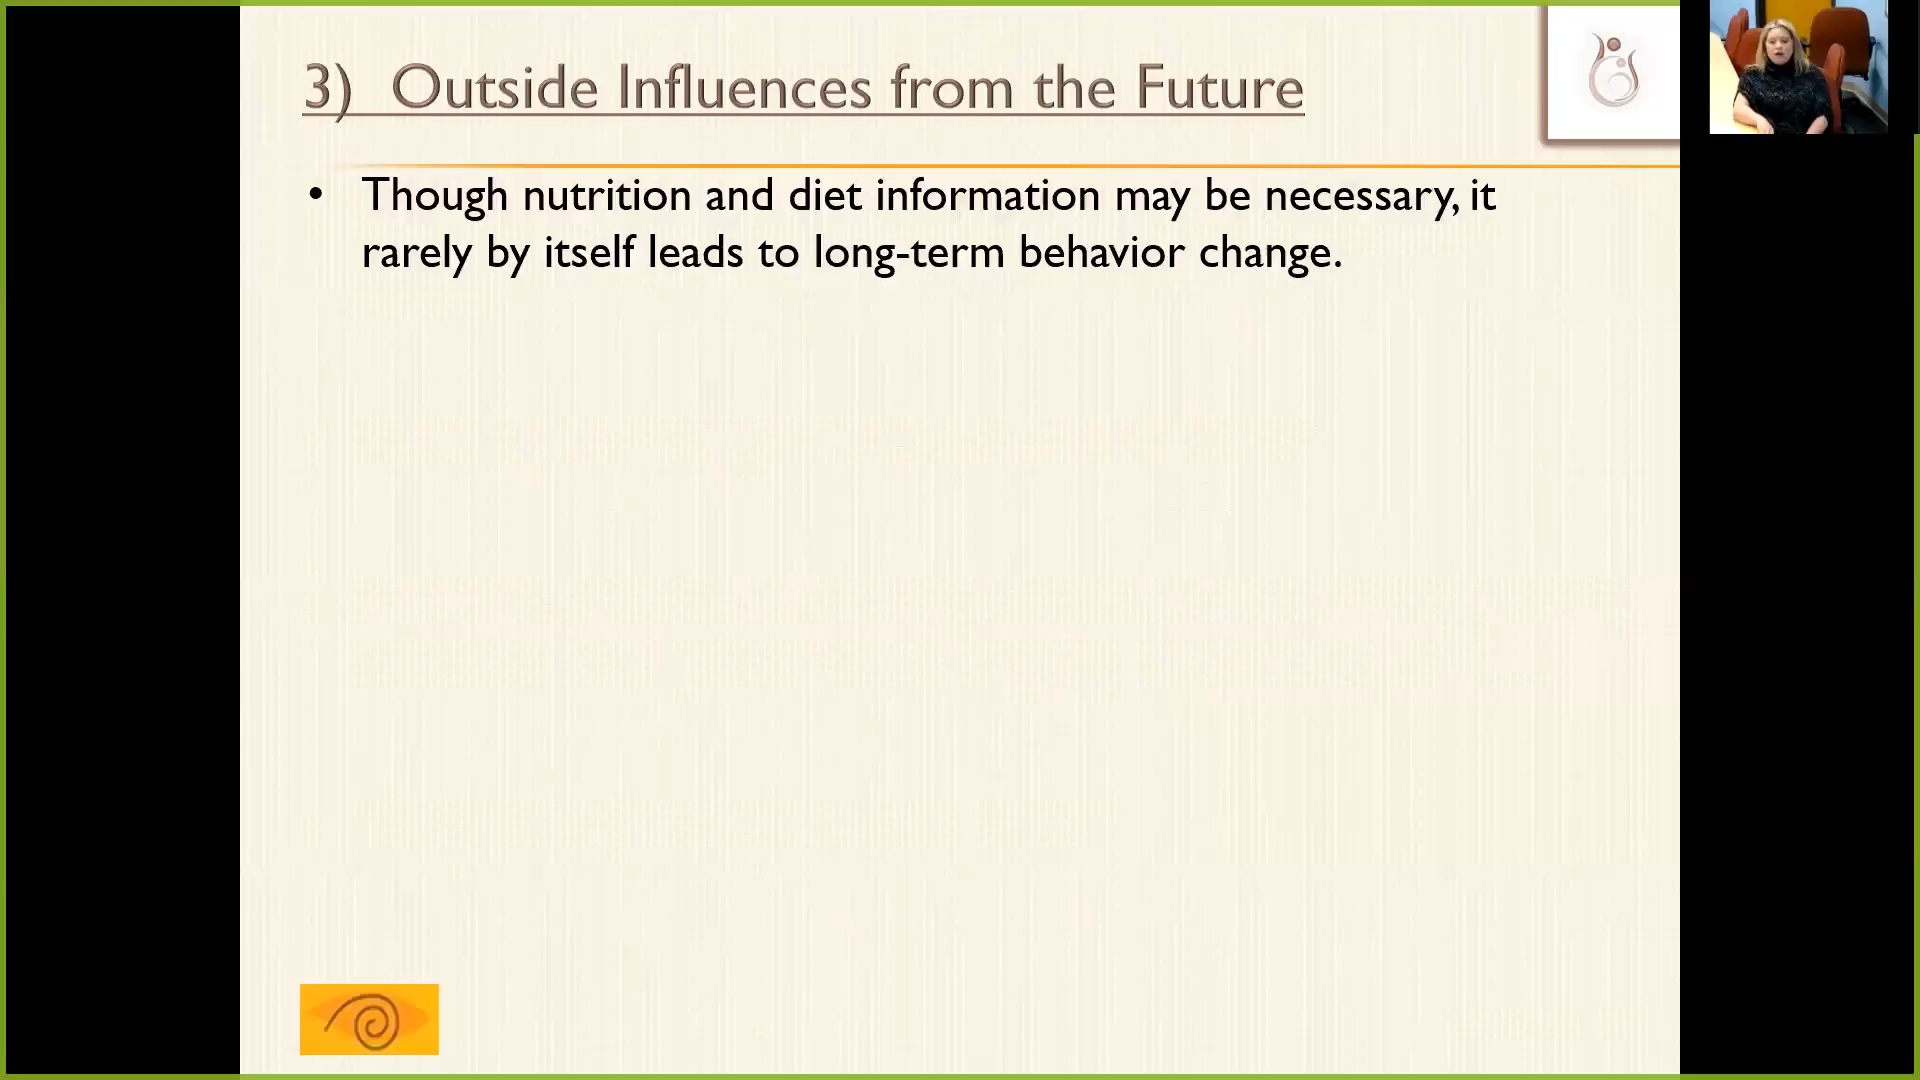 3) Outside Influences from the Future
• Though nutrition and diet information may be necessary, it
rarely by itself leads to long-term behavior change.